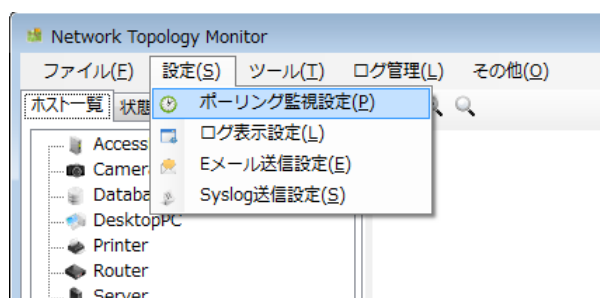 Network Topology Monitor
ファイル(F) 設定(S) ツール(T) ログ管理(L) その他(O)
ホスト一覧 状態
ポーリング監視設定(P)
ログ表示設定(L)
Eメール送信設定(E)
Syslog送信設定(S)
Access
Camer
Databa
DesktopPC
Printer
Router
Server